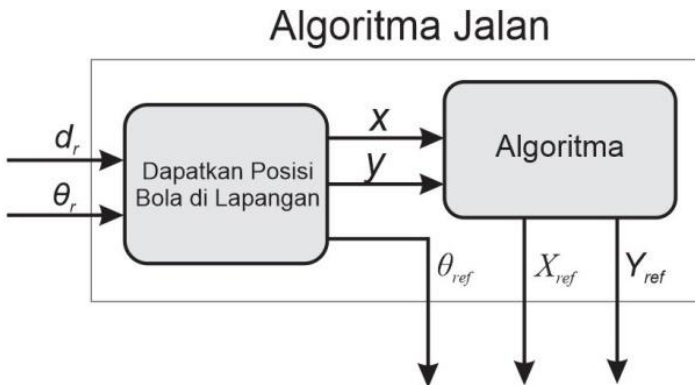 Algoritma Jalan
d_r
θ_r
Dapatkan Posisi
Bola di Lapangan
x
y
Algoritma
θ_ref
X_ref
Y_ref